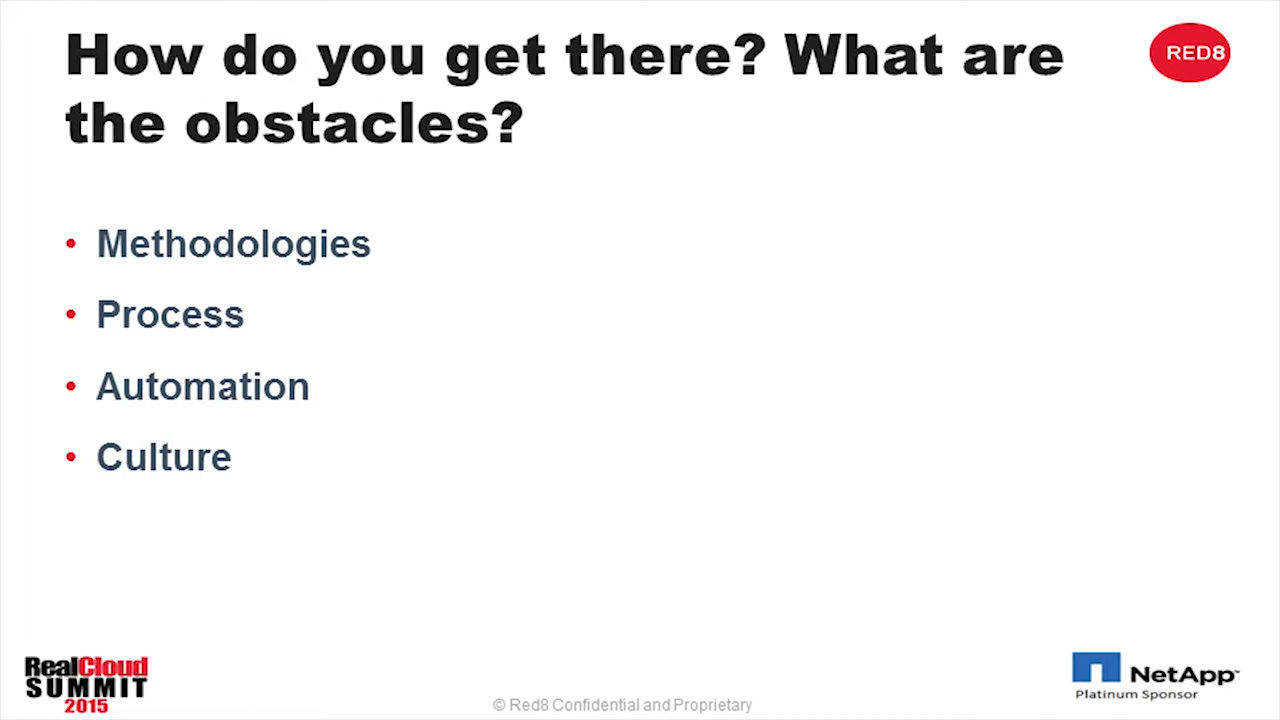 How do you get there? What are
the obstacles?
RED8
• Methodologies
• Process
• Automation
• Culture
RealCloud
SUMMIT
2015
© Red8 Confidential and Proprietary
NetApp™
Platinum Sponsor